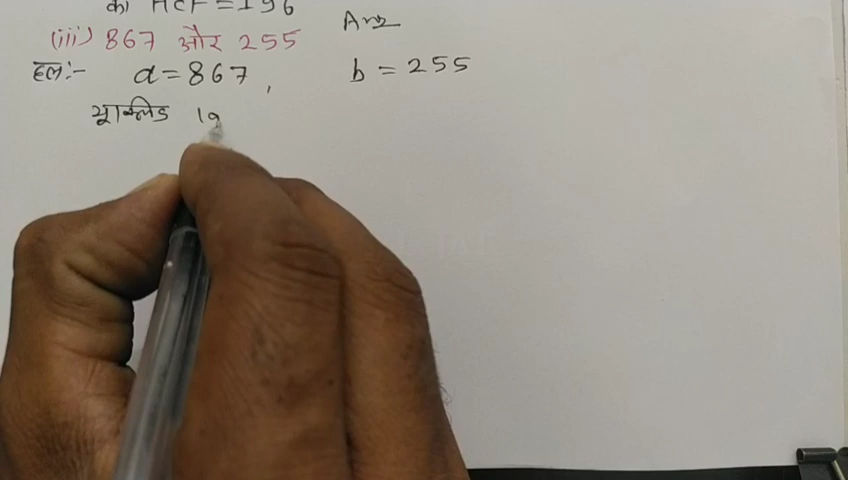 का HCF = 196
Ans
(iii) 867 और 255
हल:- a = 867, b = 255
यूक्लिड